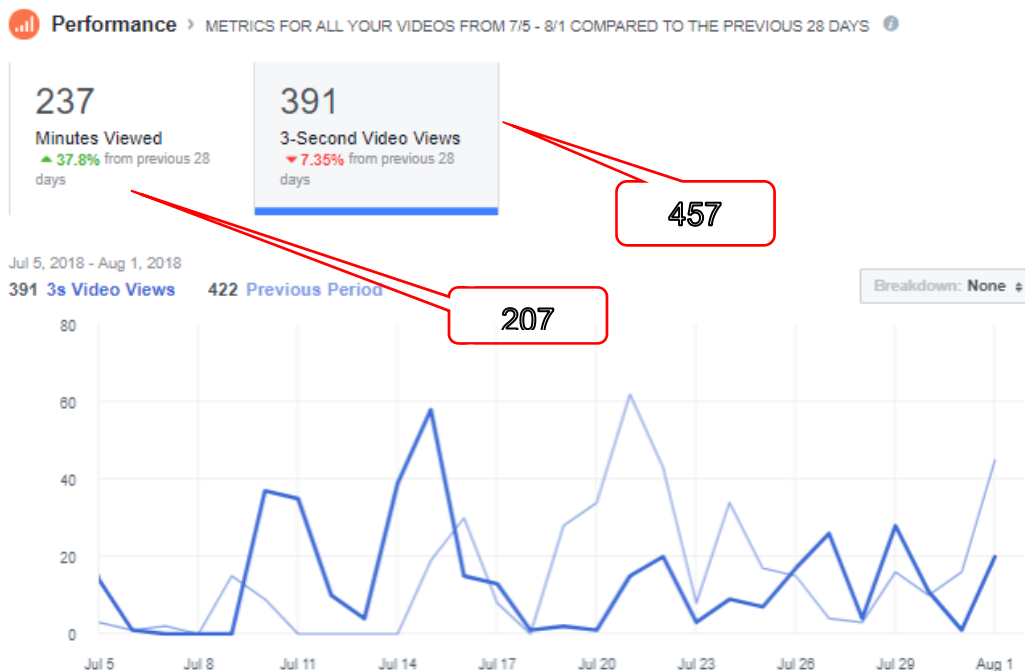 Performance > METRICS FOR ALL YOUR VIDEOS FROM 7/5 - 8/1 COMPARED TO THE PREVIOUS 28 DAYS i
237
Minutes Viewed
37.8% from previous 28
days
391
3-Second Video Views
7.35% from previous 28
days
457
Jul 5, 2018 - Aug 1, 2018
391 3s Video Views 422 Previous Period
Breakdown: None
207
80
60
40
20
0
Jul 5 Jul 8 Jul 11 Jul 14 Jul 17 Jul 20 Jul 23 Jul 26 Jul 29 Aug 1